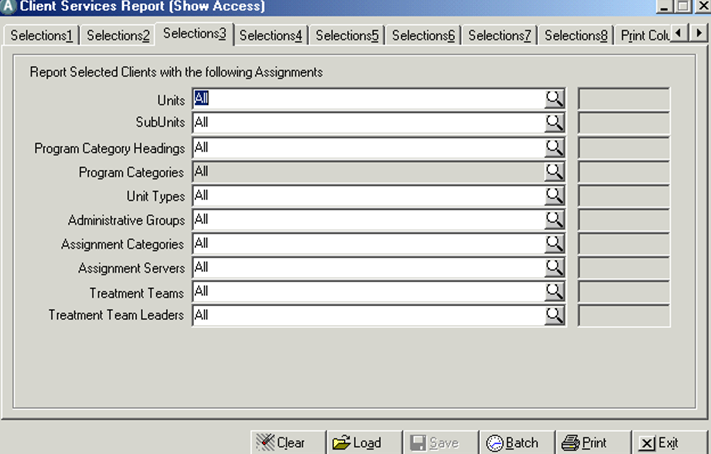 A Client Services Report (Show Access)
Selections1 Selections2 Selections3 Selections4 Selections5 Selections6 Selections7 Selections8 Print Colu
Report Selected Clients with the following Assignments
Units All
SubUnits All
Program Category Headings All
Program Categories All
Unit Types All
Administrative Groups All
Assignment Categories All
Assignment Servers All
Treatment Teams All
Treatment Team Leaders All
Clear Load Save Batch Print Exit